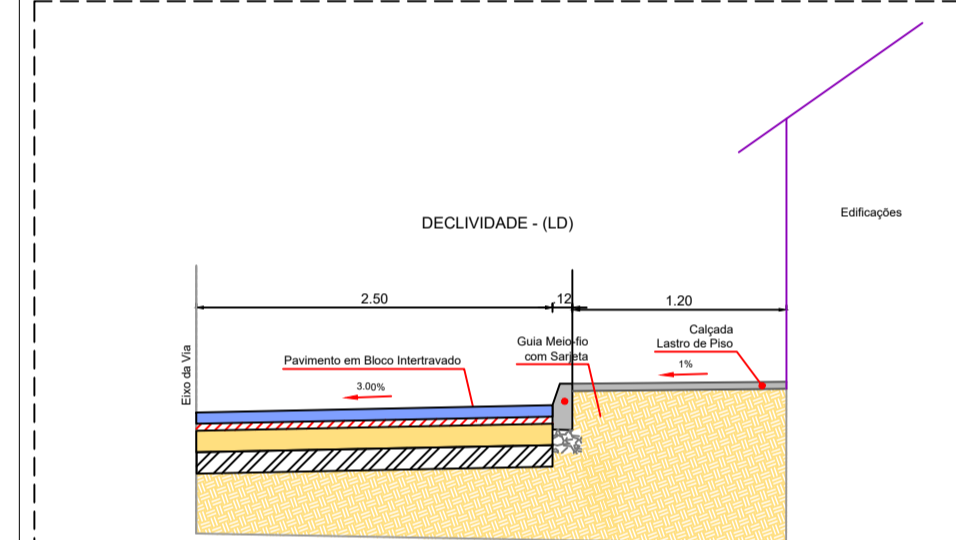 DECLIVIDADE - (LD)
Edificações
2.50
.12
1.20
Guia Meio-fio
com Sarjeta
Calçada
Lastro de Piso
1%
Pavimento em Bloco Intertravado
3.00%
Eixo da Via